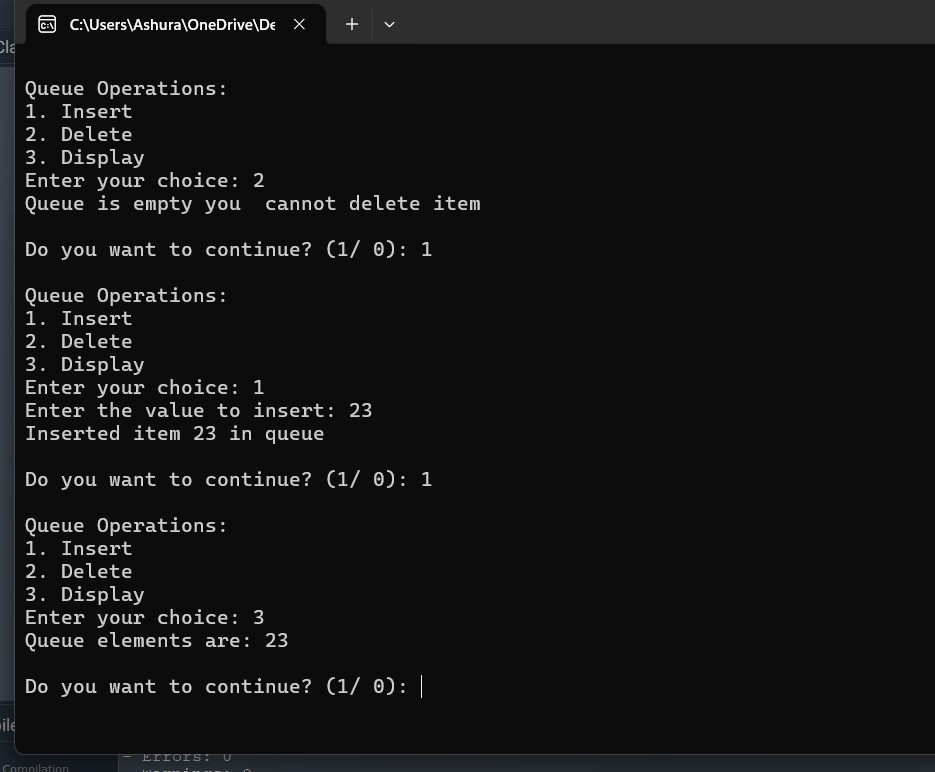 C:\Users\Ashura\OneDrive\De
Queue Operations:
1. Insert
2. Delete
3. Display
Enter your choice: 2
Queue is empty you  cannot delete item
Do you want to continue? (1/ 0): 1
Queue Operations:
1. Insert
2. Delete
3. Display
Enter your choice: 1
Enter the value to insert: 23
Inserted item 23 in queue
Do you want to continue? (1/ 0): 1
Queue Operations:
1. Insert
2. Delete
3. Display
Enter your choice: 3
Queue elements are: 23
Do you want to continue? (1/ 0):
- Errors: 0
Compilation